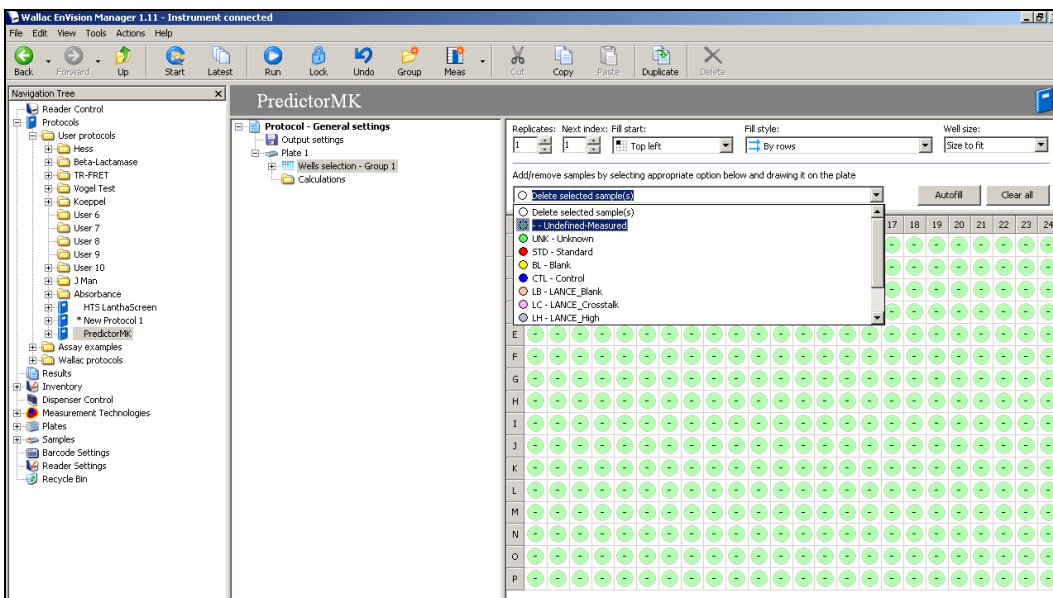 Wallac EnVision Manager 1.11 - Instrument connected
File Edit View Tools Actions Help
Back Forward Up Start Latest Run Lock Undo Group Meas Cut Copy Paste Duplicate Delete
Navigation Tree
Reader Control
Protocols
User protocols
Hess
Beta-Lactamase
TR-FRET
Vogel Test
Koeppel
User 6
User 7
User 8
User 9
User 10
J Man
Absorbance
HTS LanthaScreen
* New Protocol 1
PredictorMK
Assay examples
Wallac protocols
Results
Inventory
Dispenser Control
Measurement Technologies
Plates
Samples
Barcode Settings
Reader Settings
Recycle Bin
PredictorMK
Protocol - General settings
Output settings
Plate 1
Wells selection - Group 1
Calculations
Replicates: Next index: Fill start: Fill style: Well size:
1 1 Top left By rows Size to fit
Add/remove samples by selecting appropriate option below and drawing it on the plate
Delete selected sample(s) Autofill Clear all
Delete selected sample(s)
- - Undefined-Measured
UNK - Unknown
STD - Standard
BL - Blank
CTL - Control
LB - LANCE_Blank
LC - LANCE_Crosstalk
LH - LANCE_High
17 18 19 20 21 22 23 24
E - - - - - - - - - - - - - - - - - - - - - - - -
F - - - - - - - - - - - - - - - - - - - - - - - -
G - - - - - - - - - - - - - - - - - - - - - - - -
H - - - - - - - - - - - - - - - - - - - - - - - -
I - - - - - - - - - - - - - - - - - - - - - - - -
J - - - - - - - - - - - - - - - - - - - - - - - -
K - - - - - - - - - - - - - - - - - - - - - - - -
L - - - - - - - - - - - - - - - - - - - - - - - -
M - - - - - - - - - - - - - - - - - - - - - - - -
N - - - - - - - - - - - - - - - - - - - - - - - -
O - - - - - - - - - - - - - - - - - - - - - - - -
P - - - - - - - - - - - - - - - - - - - - - - - -